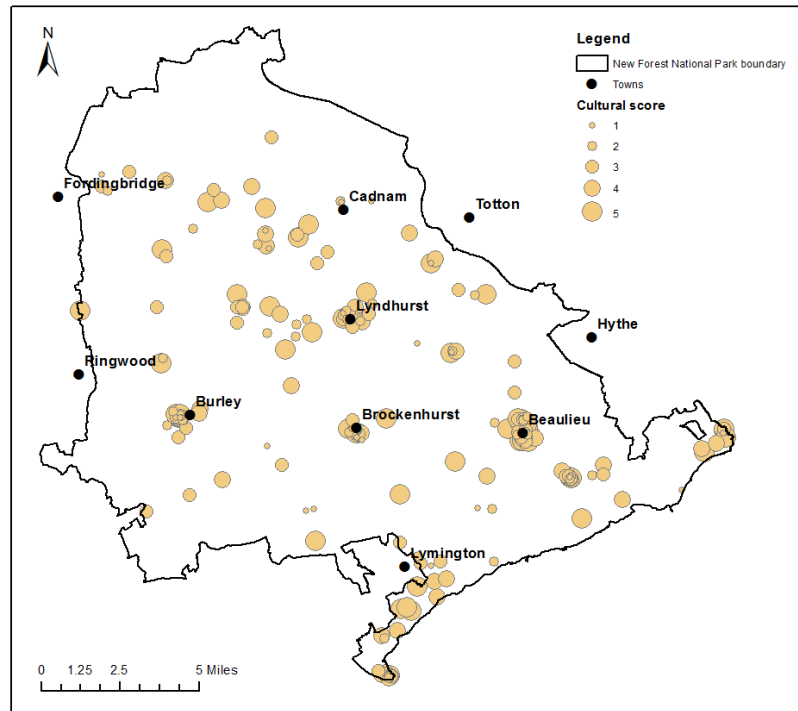 N
Legend
New Forest National Park boundary
Towns
Cultural score
1
2
3
4
5
Fordingbridge
Cadnam
Totton
Lyndhurst
Hythe
Ringwood
Burley
Brockenhurst
Beaulieu
Lymington
0 1.25 2.5 5 Miles